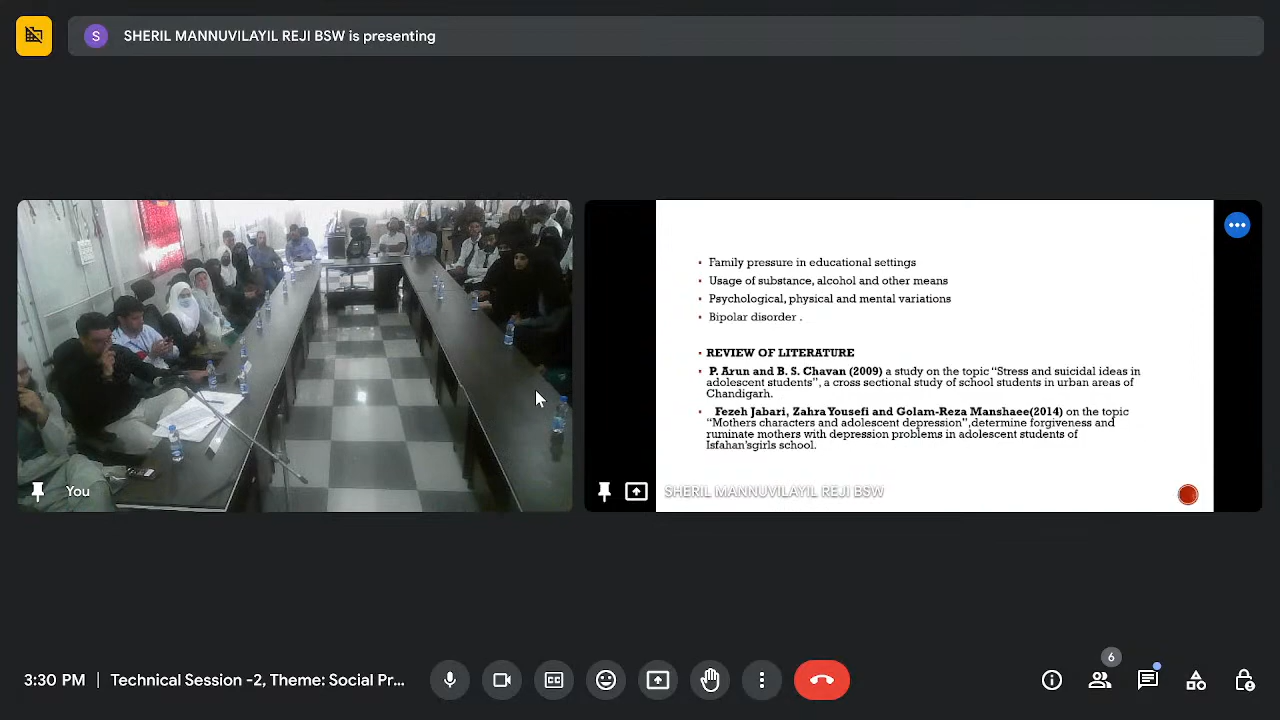 S SHERIL MANNUVILAYIL REJI BSW is presenting
• Family pressure in educational settings
• Usage of substance, alcohol and other means
• Psychological, physical and mental variations
• Bipolar disorder .
• REVIEW OF LITERATURE
• P. Arun and B. S. Chavan (2009) a study on the topic “Stress and suicidal ideas in
adolescent students”, a cross sectional study of school students in urban areas of
Chandigarh.
• Fezeh Jabari, Zahra Yousefi and Golam-Reza Manshaee(2014) on the topic
“Mothers characters and adolescent depression”,determine forgiveness and
ruminate mothers with depression problems in adolescent students of
Isfahan'sgirls school.
You
SHERIL MANNUVILAYIL REJI BSW
6
3:30 PM | Technical Session -2, Theme: Social Pr...